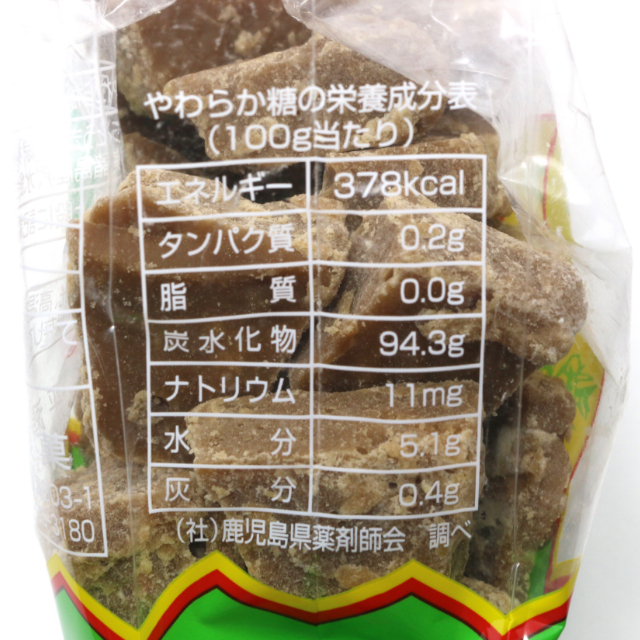 やわらか糖の栄養成分表
(100g当たり)
エネルギー 378kcal
タンパク質 0.2g
脂質 0.0g
炭水化物 94.3g
ナトリウム 11mg
水分 5.1g
灰分 0.4g
(社)鹿児島県薬剤師会 調べ
03-1
180